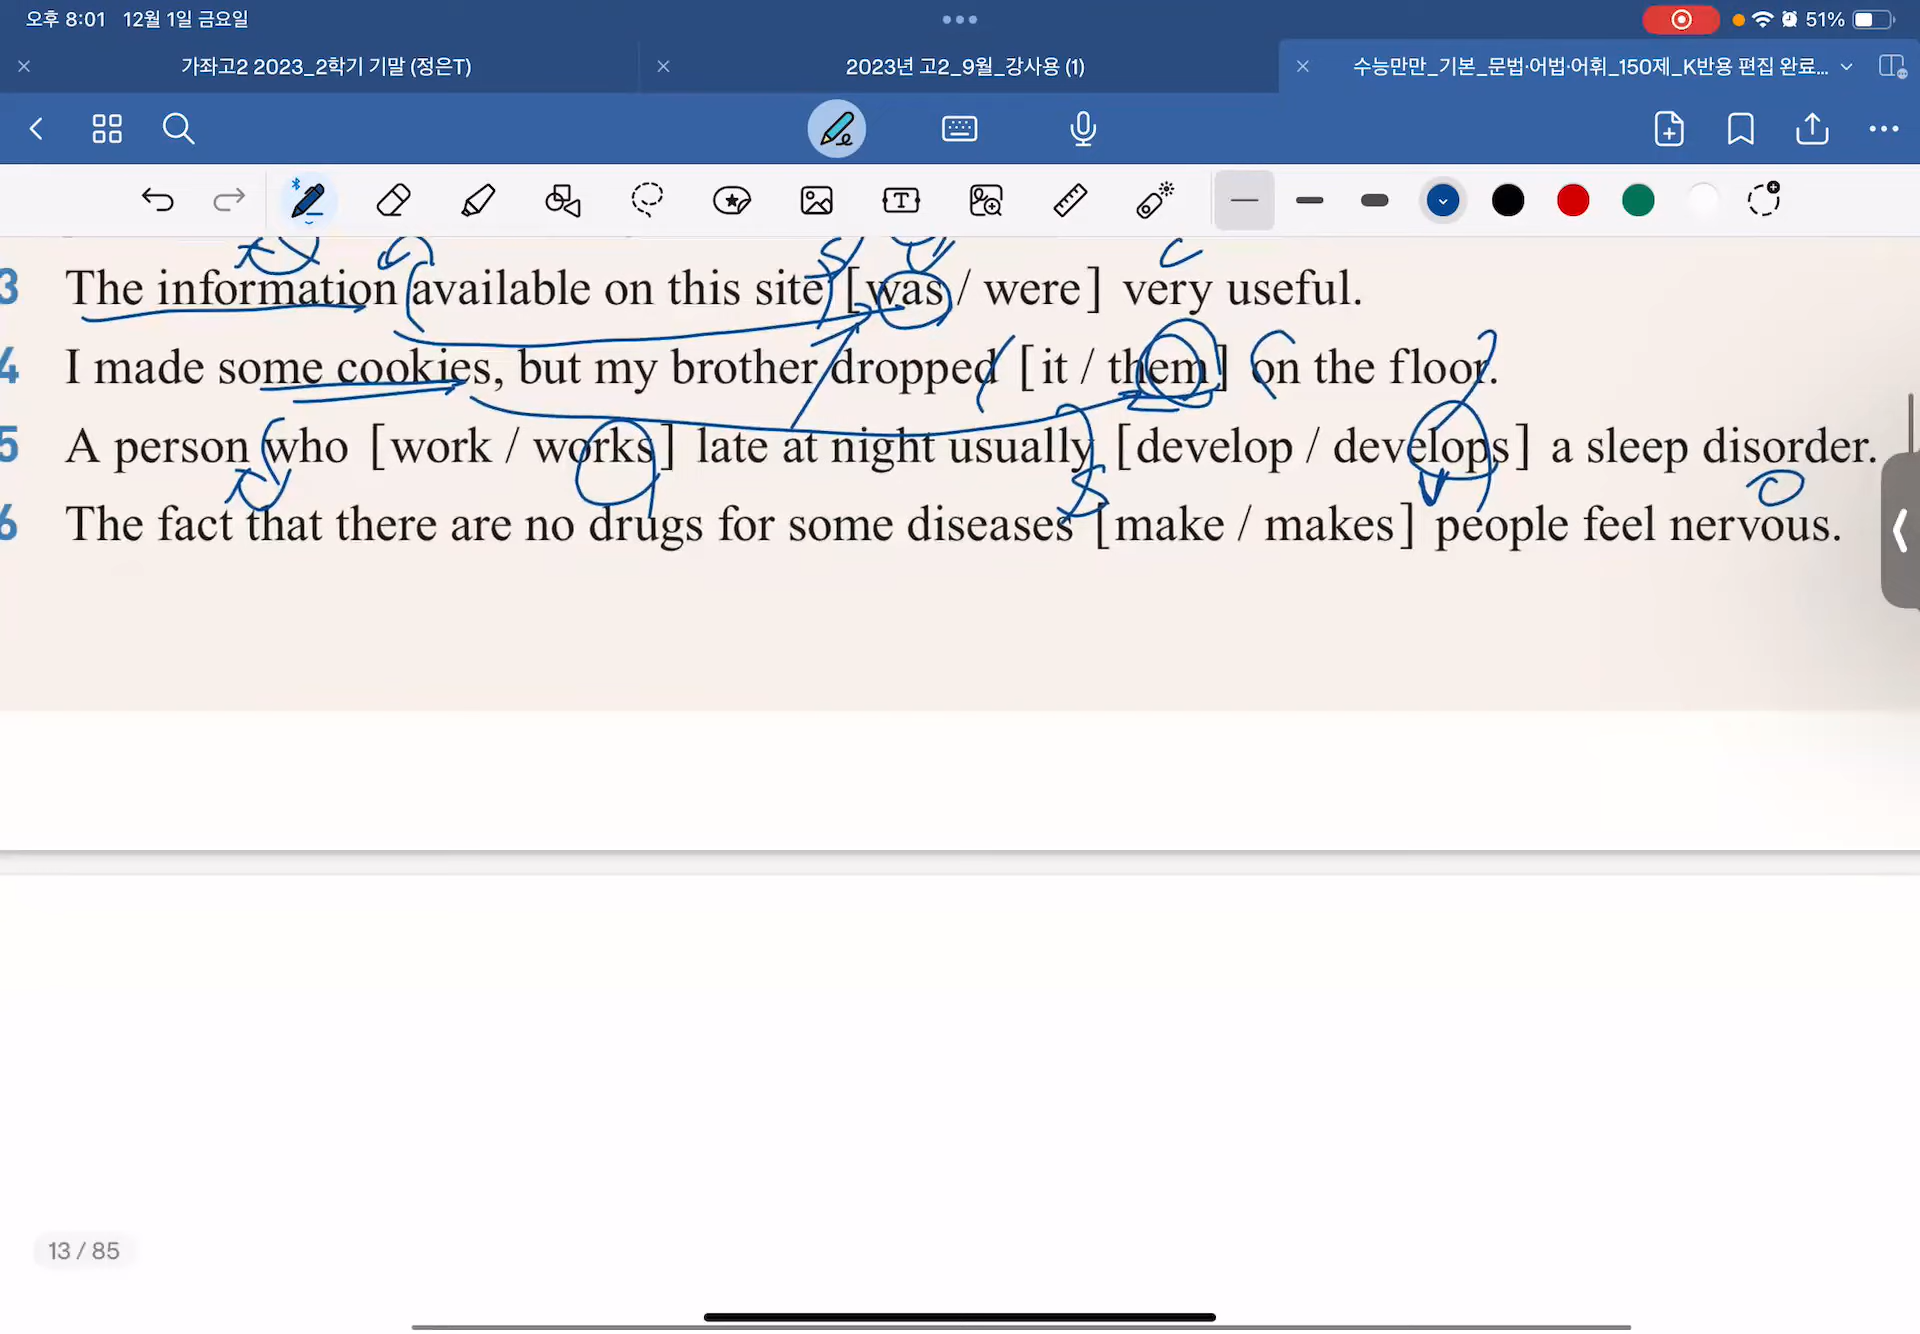 오후 8:01 12월 1일 금요일 51%
가좌고2 2023_2학기 기말 (정은T) 2023년 고2_9월_강사용 (1) 수능만만_기본_문법·어법·어휘_150제_K반용 편집 완료...
3 The information available on this site [was / were] very useful.
4 I made some cookies, but my brother dropped [it / them] on the floor.
5 A person who [work / works] late at night usually [develop / develops] a sleep disorder.
6 The fact that there are no drugs for some diseases [make / makes] people feel nervous.
13 / 85